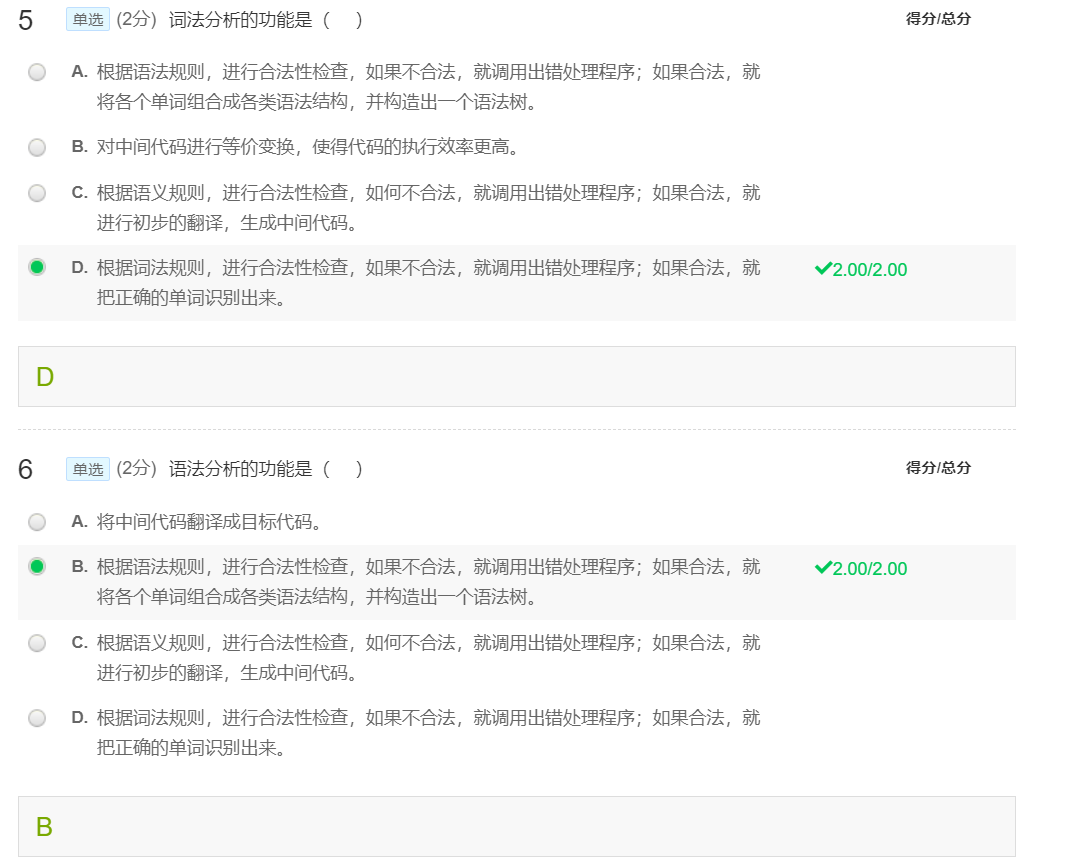 5 单选 (2分) 词法分析的功能是（ ） 得分/总分
A. 根据语法规则，进行合法性检查，如果不合法，就调用出错处理程序；如果合法，就
将各个单词组合成各类语法结构，并构造出一个语法树。
B. 对中间代码进行等价变换，使得代码的执行效率更高。
C. 根据语义规则，进行合法性检查，如何不合法，就调用出错处理程序；如果合法，就
进行初步的翻译，生成中间代码。
D. 根据词法规则，进行合法性检查，如果不合法，就调用出错处理程序；如果合法，就
把正确的单词识别出来。
2.00/2.00
D
6 单选 (2分) 语法分析的功能是（ ） 得分/总分
A. 将中间代码翻译成目标代码。
B. 根据语法规则，进行合法性检查，如果不合法，就调用出错处理程序；如果合法，就
将各个单词组合成各类语法结构，并构造出一个语法树。
2.00/2.00
C. 根据语义规则，进行合法性检查，如何不合法，就调用出错处理程序；如果合法，就
进行初步的翻译，生成中间代码。
D. 根据词法规则，进行合法性检查，如果不合法，就调用出错处理程序；如果合法，就
把正确的单词识别出来。
B